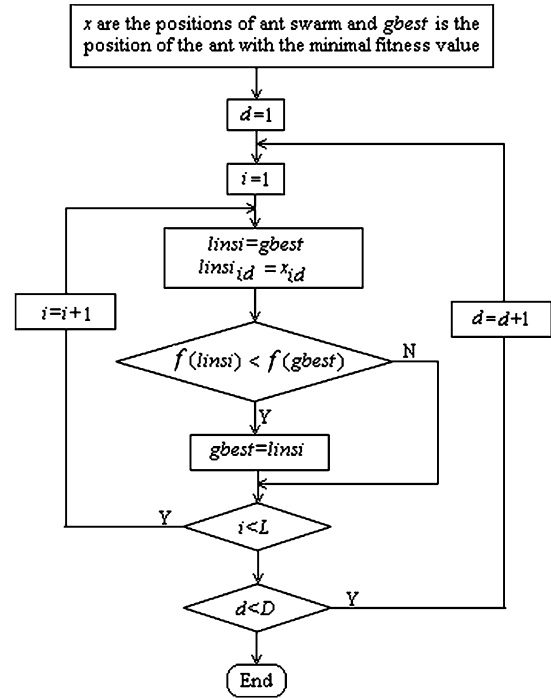 x are the positions of ant swarm and gbest is the
position of the ant with the minimal fitness value
d=1
i=1
linsi=gbest
linsi_id = x_id
i=i+1
d=d+1
f(linsi) < f(gbest)
N
Y
gbest=linsi
Y
i<L
d<D
Y
End